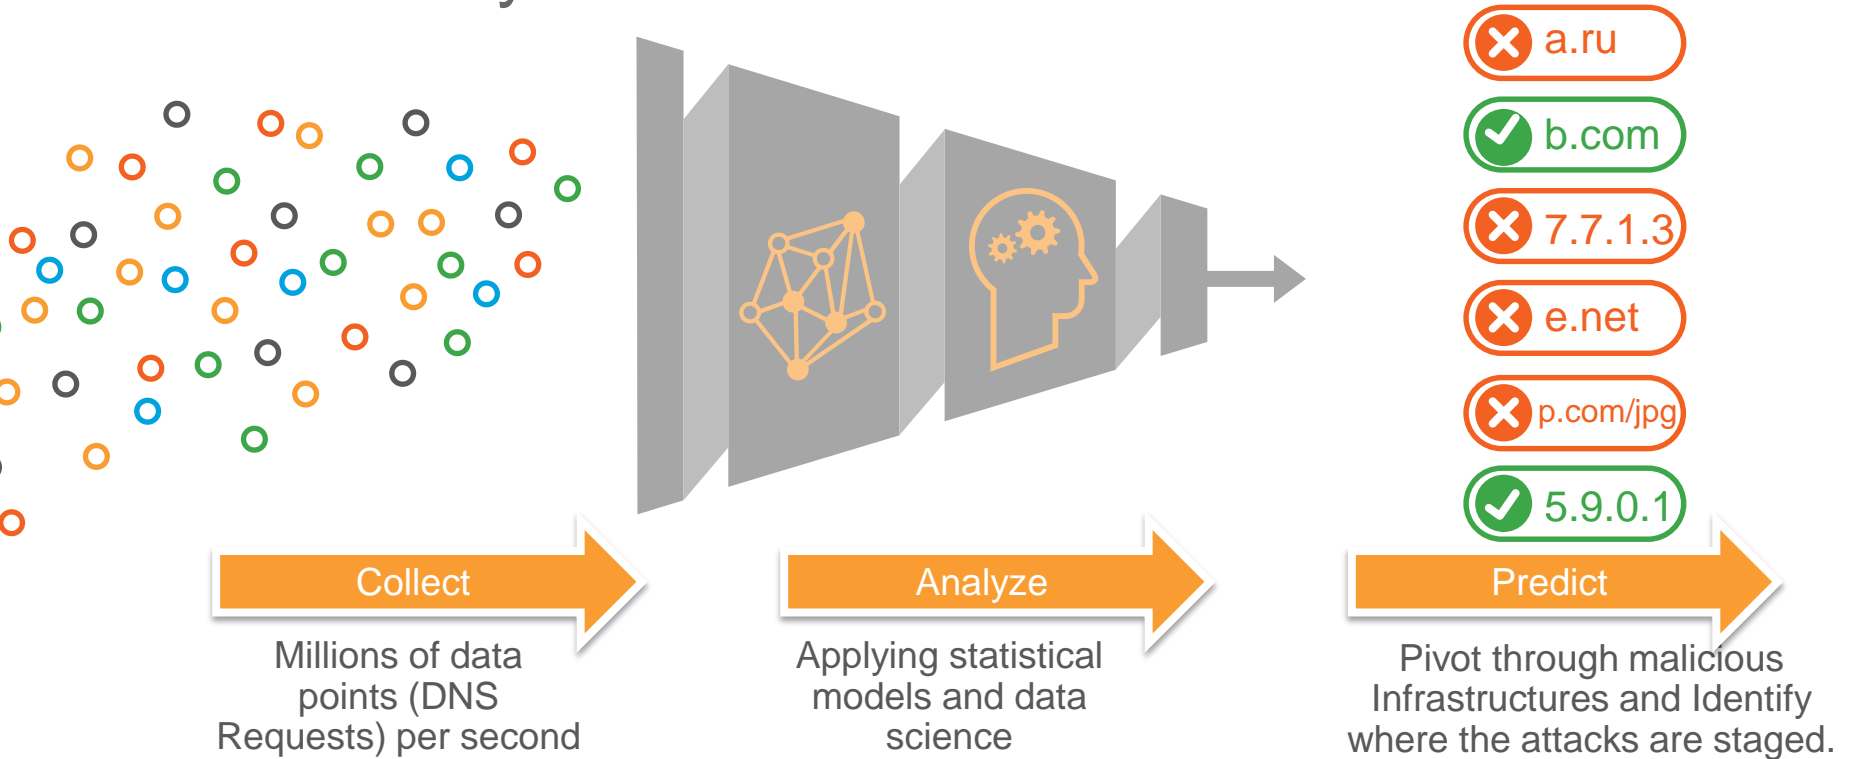 a.ru
b.com
7.7.1.3
e.net
p.com/jpg
5.9.0.1
Collect
Analyze
Predict
Millions of data
points (DNS
Requests) per second
Applying statistical
models and data
science
Pivot through malicious
Infrastructures and Identify
where the attacks are staged.